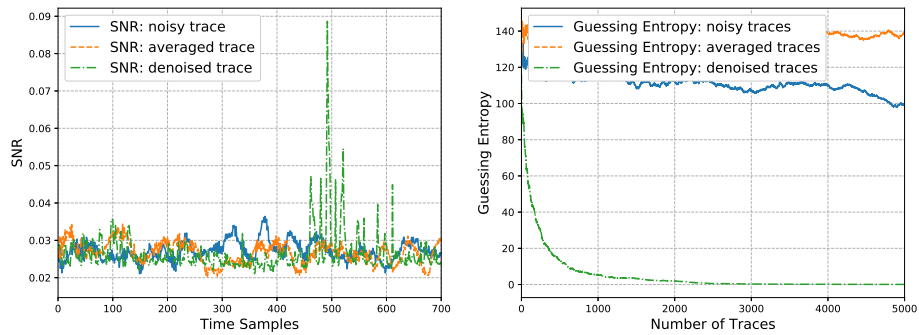 SNR: noisy trace
SNR: averaged trace
SNR: denoised trace
0.09
0.08
0.07
0.06
0.05
0.04
0.03
0.02
SNR
0 100 200 300 400 500 600 700
Time Samples
Guessing Entropy: noisy traces
Guessing Entropy: averaged traces
Guessing Entropy: denoised traces
140
120
100
80
60
40
20
0
Guessing Entropy
0 1000 2000 3000 4000 5000
Number of Traces